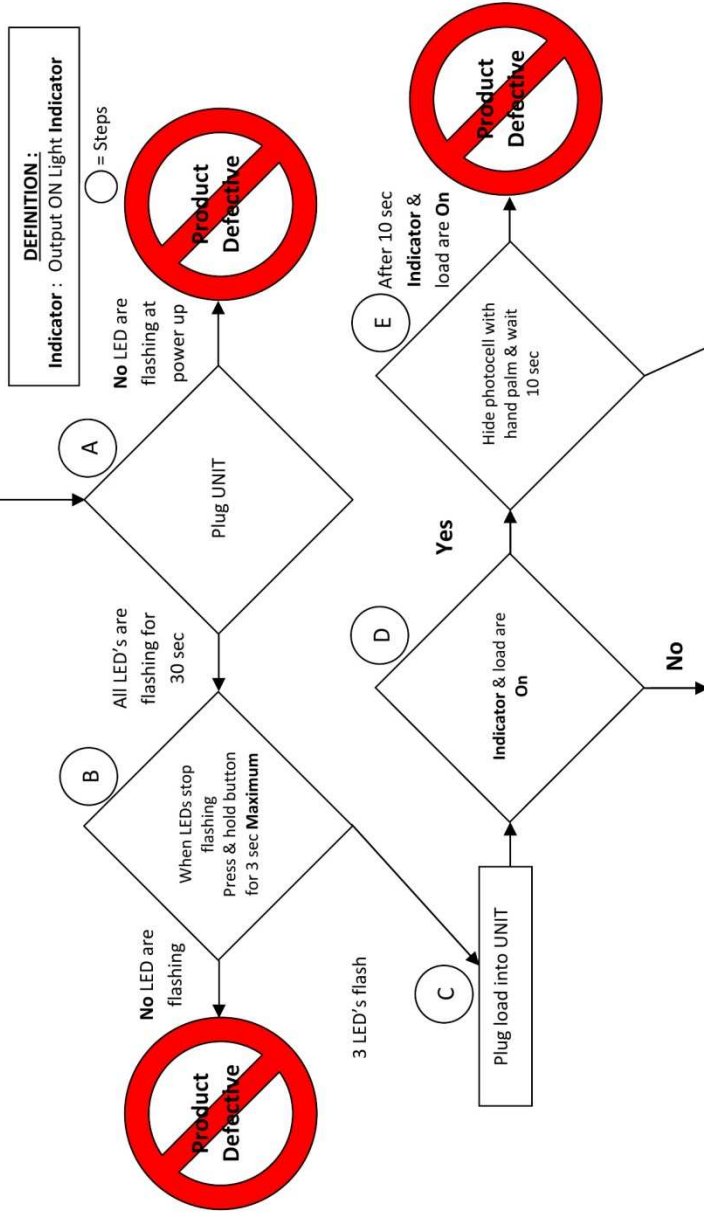 DEFINITION :
Indicator : Output ON Light Indicator
= Steps
A
Plug UNIT
No LED are
flashing at
power up
Product
Defective
All LED's are
flashing for
30 sec
B
When LEDs stop
flashing
Press & hold button
for 3 sec Maximum
No LED are
flashing
Product
Defective
3 LED's flash
C
Plug load into UNIT
D
Indicator & load are
On
Yes
No
E
Hide photocell with
hand palm & wait
10 sec
After 10 sec
Indicator &
load are On
Product
Defective